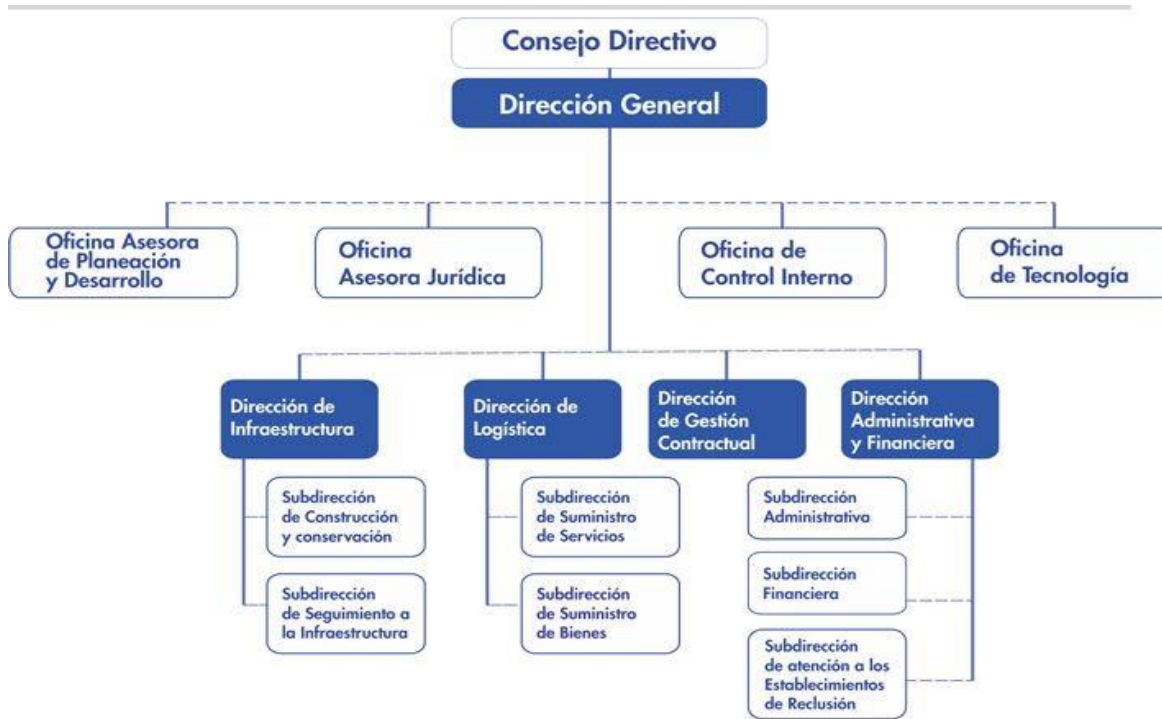 Consejo Directivo
Dirección General
Oficina Asesora
de Planeación
y Desarrollo
Oficina
Asesora Jurídica
Oficina de
Control Interno
Oficina
de Tecnología
Dirección de
Infraestructura
Dirección de
Logística
Dirección
de Gestión
Contractual
Dirección
Administrativa
y Financiera
Subdirección
de Construcción
y conservación
Subdirección
de Suministro
de Servicios
Subdirección
Administrativa
Subdirección
Financiera
Subdirección
de Seguimiento a
la Infraestructura
Subdirección
de Suministro
de Bienes
Subdirección
de atención a los
Establecimientos
de Reclusión